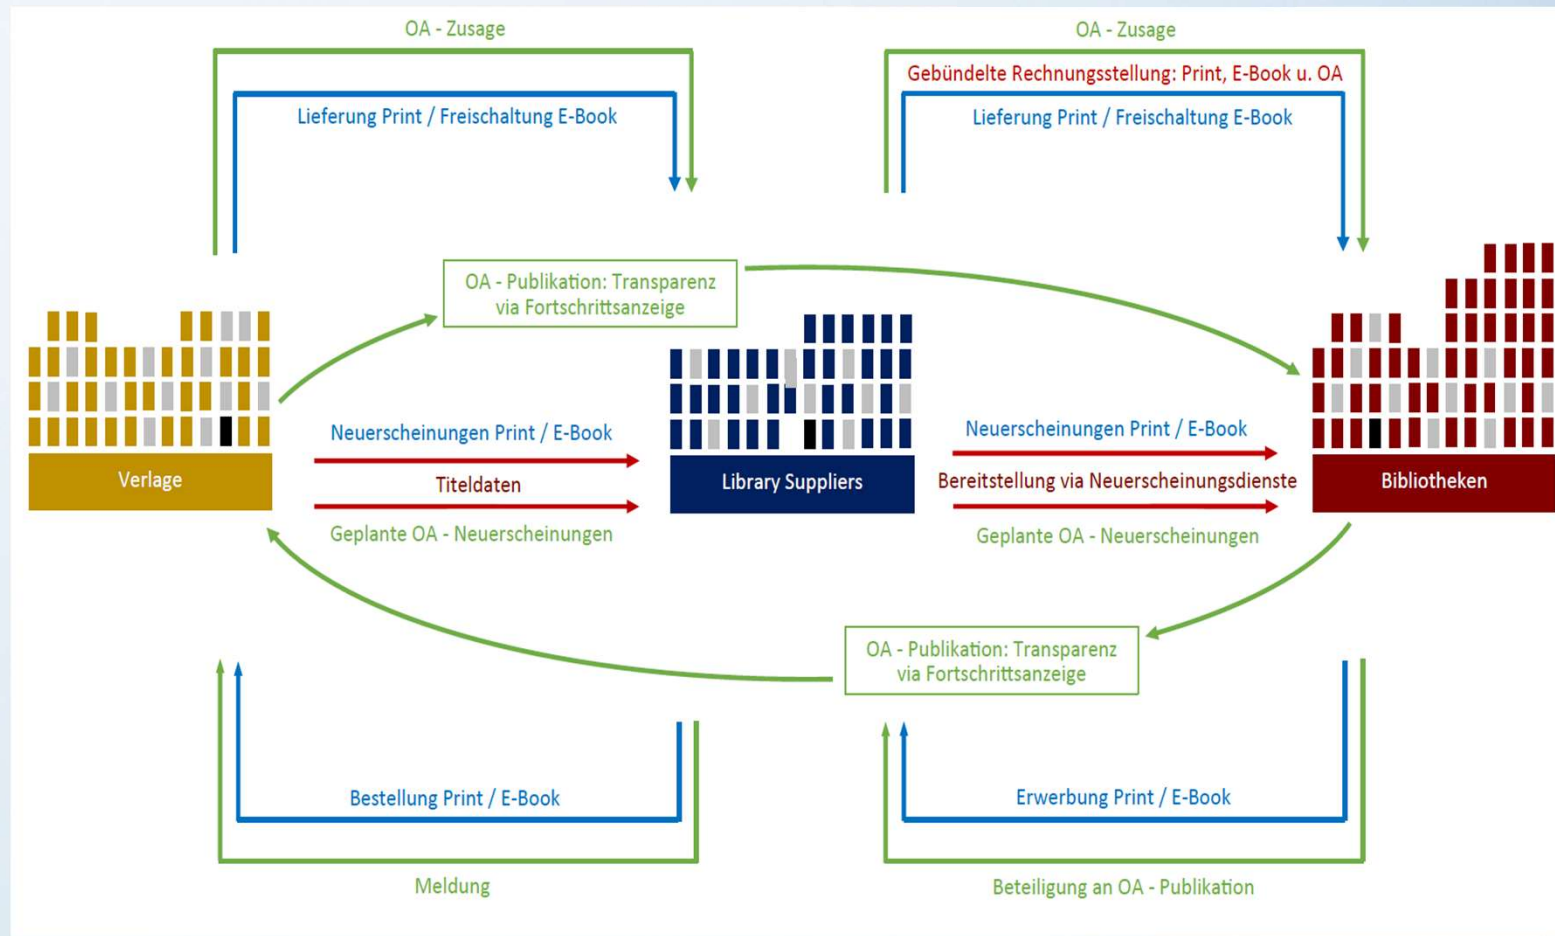 OA - Zusage
OA - Zusage
Gebündelte Rechnungsstellung: Print, E-Book u. OA
Lieferung Print / Freischaltung E-Book
Lieferung Print / Freischaltung E-Book
OA - Publikation: Transparenz
via Fortschrittsanzeige
Neuerscheinungen Print / E-Book
Neuerscheinungen Print / E-Book
Verlage
Titeldaten
Library Suppliers
Bereitstellung via Neuerscheinungsdienste
Bibliotheken
Geplante OA - Neuerscheinungen
Geplante OA - Neuerscheinungen
OA - Publikation: Transparenz
via Fortschrittsanzeige
Bestellung Print / E-Book
Erwerbung Print / E-Book
Meldung
Beteiligung an OA - Publikation